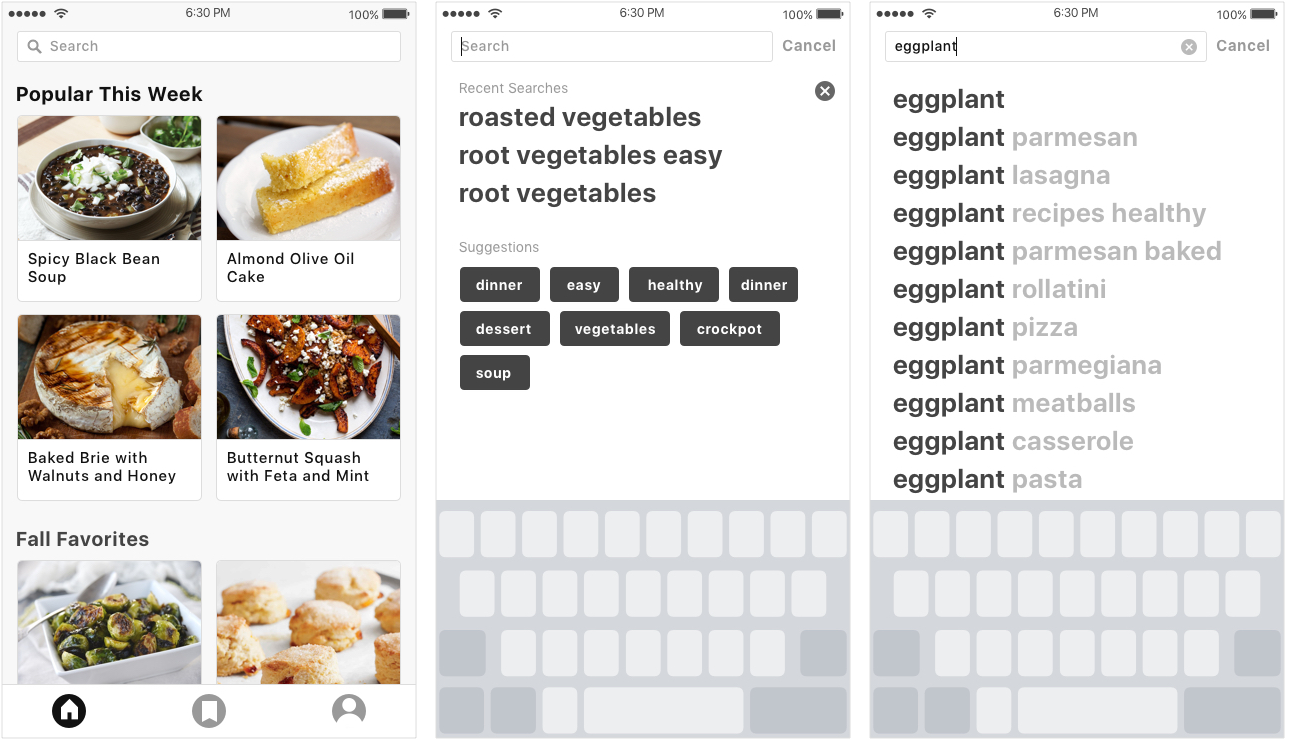 6:30 PM
100%
Search
Popular This Week
Spicy Black Bean
Soup
Almond Olive Oil
Cake
Baked Brie with
Walnuts and Honey
Butternut Squash
with Feta and Mint
Fall Favorites
6:30 PM
100%
Search
Cancel
Recent Searches
roasted vegetables
root vegetables easy
root vegetables
Suggestions
dinner easy healthy dinner
dessert vegetables crockpot
soup
6:30 PM
100%
eggplant
Cancel
eggplant
eggplant parmesan
eggplant lasagna
eggplant recipes healthy
eggplant parmesan baked
eggplant rollatini
eggplant pizza
eggplant parmegiana
eggplant meatballs
eggplant casserole
eggplant pasta